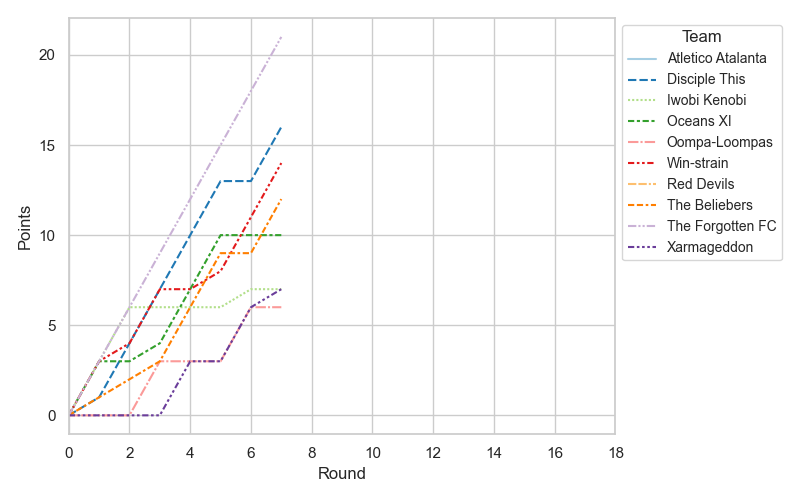 Points
20
15
10
5
0
0 2 4 6 8 10 12 14 16 18
Round
Team
Atletico Atalanta
Disciple This
Iwobi Kenobi
Oceans XI
Oompa-Loompas
Win-strain
Red Devils
The Beliebers
The Forgotten FC
Xarmageddon